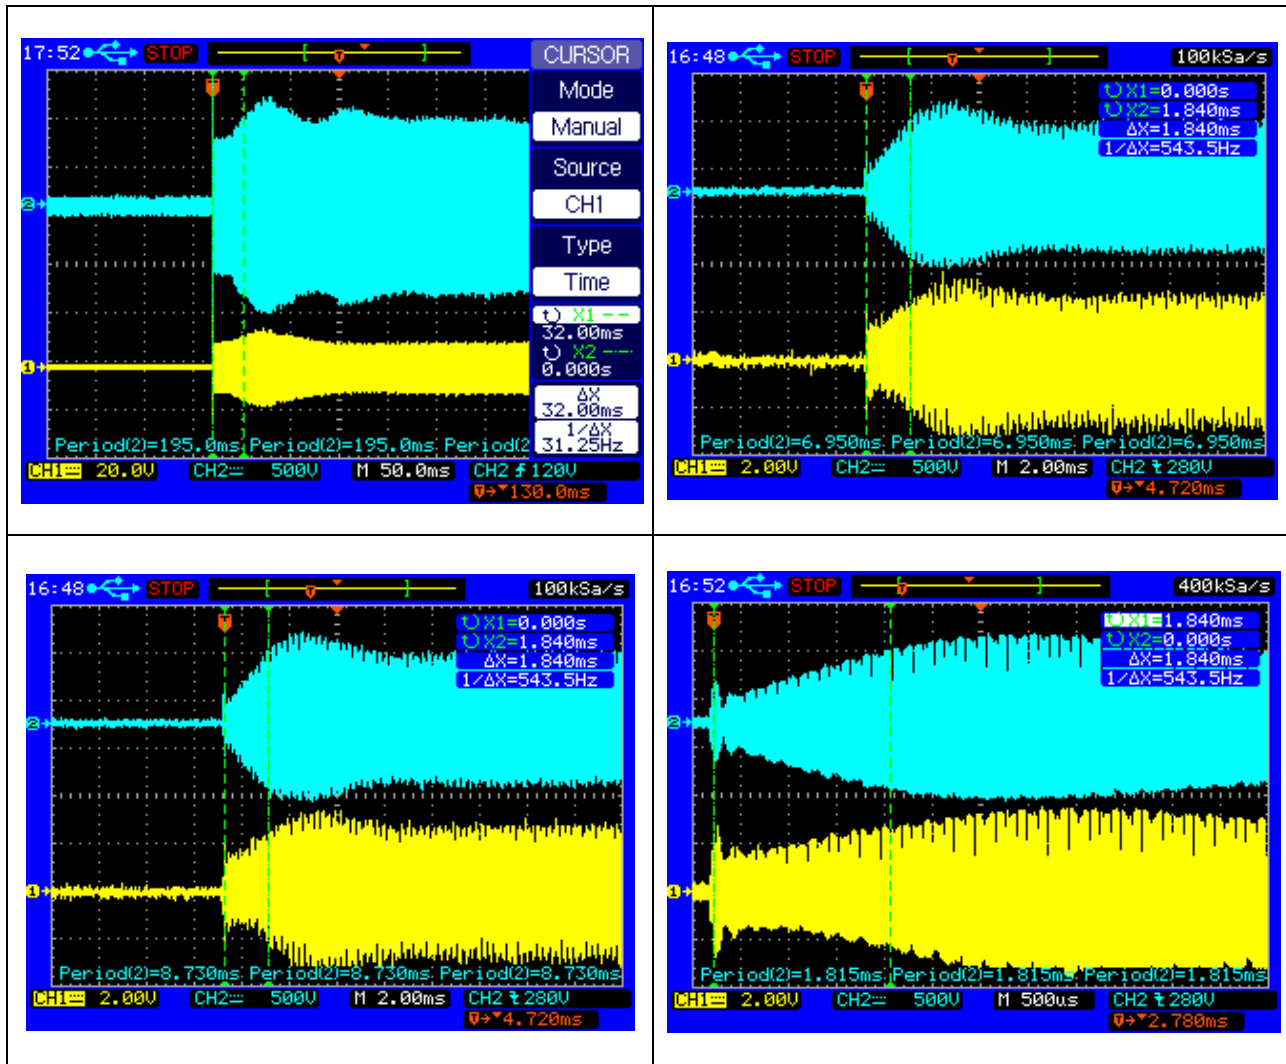 17:52 STOP CURSOR
Mode
Manual
Source
CH1
Type
Time
X1
32.00ms
X2
0.000s
ΔX
32.00ms
1/ΔX
31.25Hz
2
1
Period(2)=195.0ms Period(2)=195.0ms Period(2
CH1 20.0V CH2 500V M 50.0ms CH2 120V
130.0ms
16:48 STOP 100kSa/s
X1=0.000s
X2=1.840ms
ΔX=1.840ms
1/ΔX=543.5Hz
2
1
Period(2)=6.950ms Period(2)=6.950ms Period(2)=6.950ms
CH1 2.00V CH2 500V M 2.00ms CH2 280V
4.720ms
16:48 STOP 100kSa/s
X1=0.000s
X2=1.840ms
ΔX=1.840ms
1/ΔX=543.5Hz
2
1
Period(2)=8.730ms Period(2)=8.730ms Period(2)=8.730ms
CH1 2.00V CH2 500V M 2.00ms CH2 280V
4.720ms
16:52 STOP 400kSa/s
X1=1.840ms
X2=0.000s
ΔX=1.840ms
1/ΔX=543.5Hz
2
1
Period(2)=1.815ms Period(2)=1.815ms Period(2)=1.815ms
CH1 2.00V CH2 500V M 500us CH2 280V
2.780ms